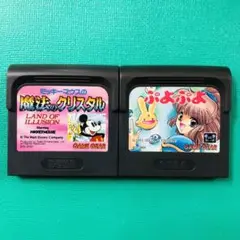 ミッキーマウスの
魔法のクリスタル
LAND OF
ILLUSION
Starring
MICKEY MOUSE
© The Walt Disney Company
GAME GEAR
SEGA
ぷよぷよ
SEGA